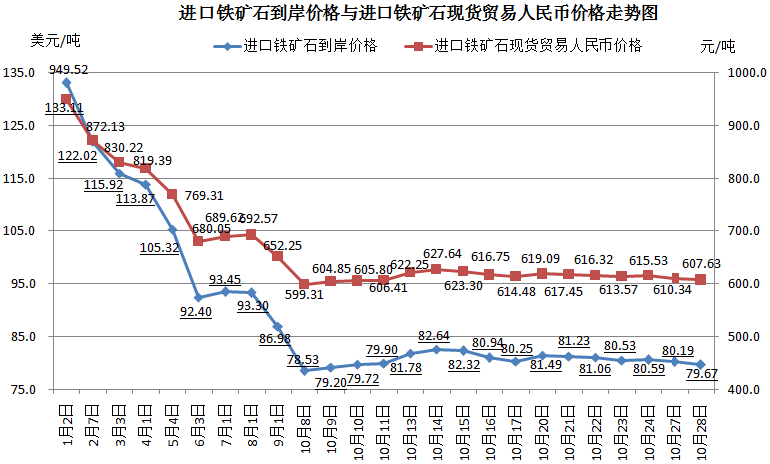 进口铁矿石到岸价格与进口铁矿石现货贸易人民币价格走势图
美元/吨
进口铁矿石到岸价格
进口铁矿石现货贸易人民币价格
元/吨
135.0
125.0
115.0
105.0
95.0
85.0
75.0
1000.0
900.0
800.0
700.0
600.0
500.0
400.0
949.52
872.13
830.22
819.39
769.31
680.05
689.62
692.57
652.25
599.31
604.85
605.80
606.41
622.25
627.64
623.30
616.75
614.48
619.09
617.45
616.32
613.57
615.53
610.34
607.63
133.11
122.02
115.92
113.87
105.32
92.40
93.45
93.30
86.98
78.53
79.20
79.72
79.90
81.78
82.64
82.32
80.94
80.25
81.49
81.23
81.06
80.53
80.59
80.19
79.67
1月2日
2月7日
3月3日
4月1日
5月4日
6月3日
7月1日
8月1日
9月1日
10月8日
10月9日
10月10日
10月11日
10月13日
10月14日
10月15日
10月16日
10月17日
10月20日
10月21日
10月22日
10月23日
10月24日
10月27日
10月28日